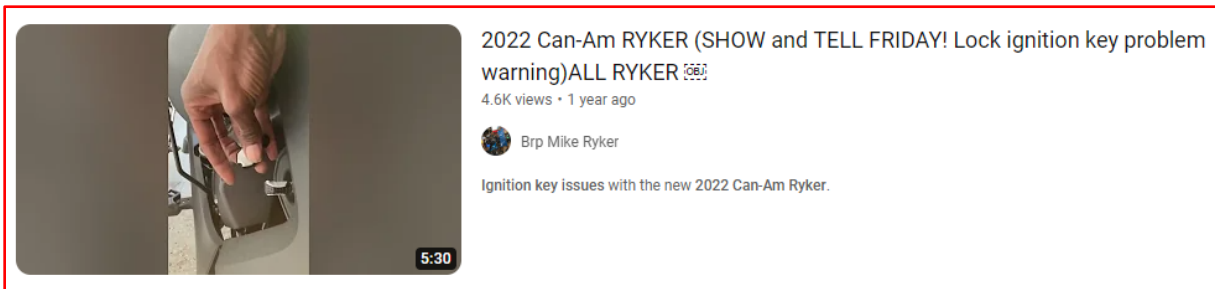 2022 Can-Am RYKER (SHOW and TELL FRIDAY! Lock ignition key problem
warning)ALL RYKER ￼
4.6K views • 1 year ago
Brp Mike Ryker
Ignition key issues with the new 2022 Can-Am Ryker.
5:30